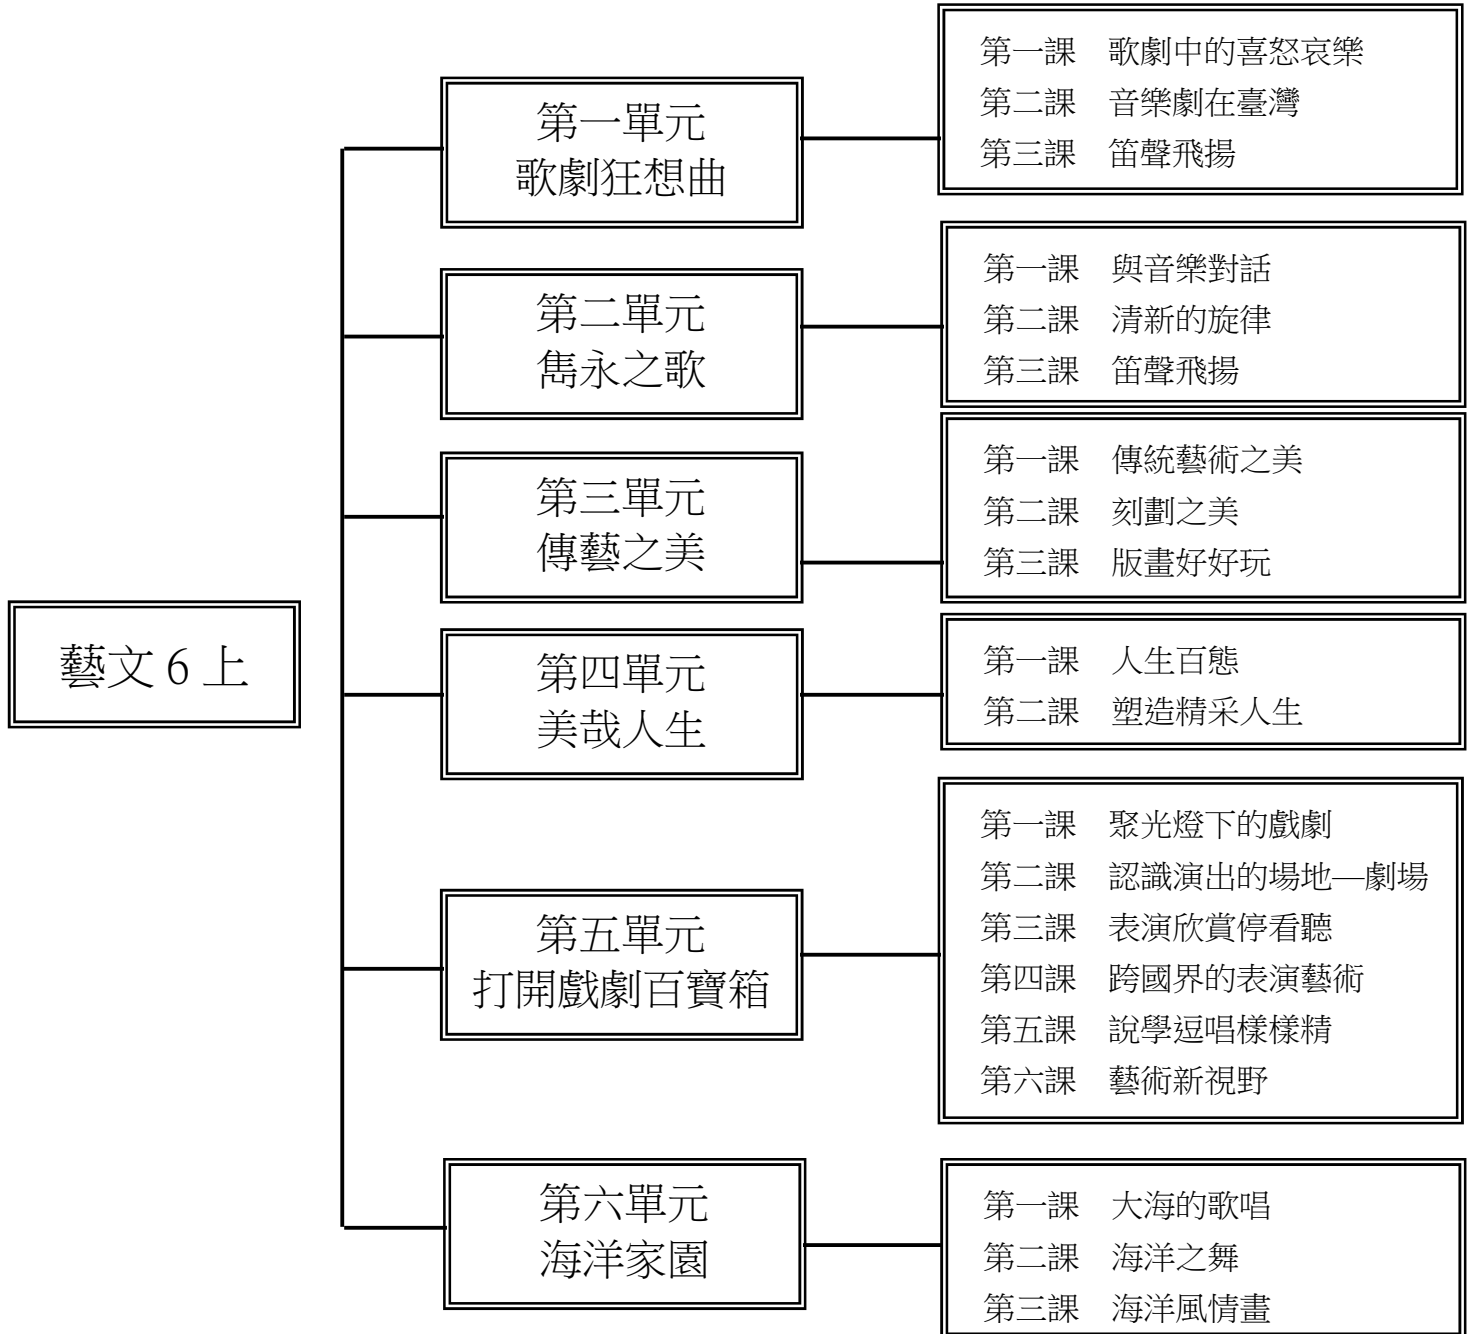 藝文 6 上
第一單元
歌劇狂想曲
第一課 歌劇中的喜怒哀樂
第二課 音樂劇在臺灣
第三課 笛聲飛揚
第二單元
雋永之歌
第一課 與音樂對話
第二課 清新的旋律
第三課 笛聲飛揚
第三單元
傳藝之美
第一課 傳統藝術之美
第二課 刻劃之美
第三課 版畫好好玩
第四單元
美哉人生
第一課 人生百態
第二課 塑造精采人生
第五單元
打開戲劇百寶箱
第一課 聚光燈下的戲劇
第二課 認識演出的場地—劇場
第三課 表演欣賞停看聽
第四課 跨國界的表演藝術
第五課 說學逗唱樣樣精
第六課 藝術新視野
第六單元
海洋家園
第一課 大海的歌唱
第二課 海洋之舞
第三課 海洋風情畫